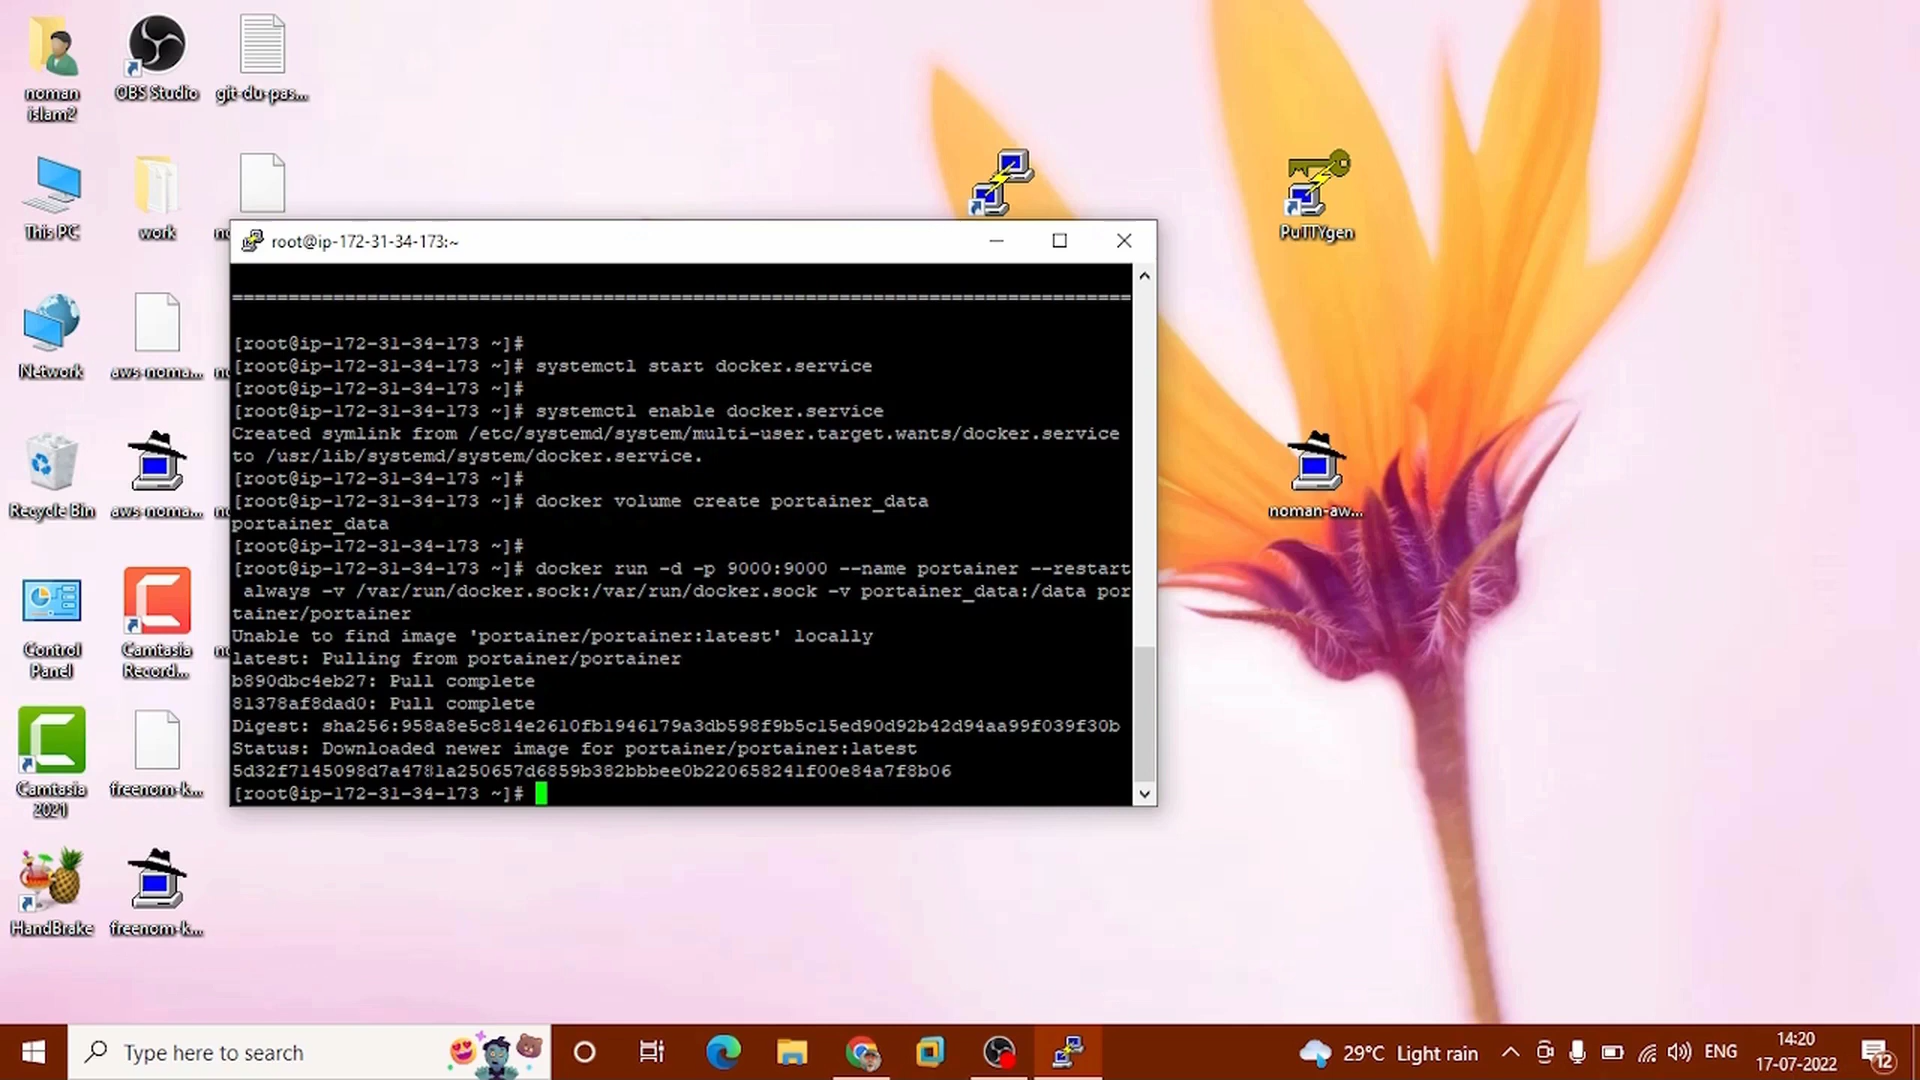 noman
islam2
OBS Studio
git-du-pas...
This PC
work
PuTTYgen
Network
aws-noma...
Recycle Bin
aws-noma...
noman-aw...
Control
Panel
Camtasia
Record...
Camtasia
2021
freenom-k...
HandBrake
freenom-k...
root@ip-172-31-34-173:~
================================================================================
[root@ip-172-31-34-173 ~]#
[root@ip-172-31-34-173 ~]# systemctl start docker.service
[root@ip-172-31-34-173 ~]#
[root@ip-172-31-34-173 ~]# systemctl enable docker.service
Created symlink from /etc/systemd/system/multi-user.target.wants/docker.service
to /usr/lib/systemd/system/docker.service.
[root@ip-172-31-34-173 ~]#
[root@ip-172-31-34-173 ~]# docker volume create portainer_data
portainer_data
[root@ip-172-31-34-173 ~]#
[root@ip-172-31-34-173 ~]# docker run -d -p 9000:9000 --name portainer --restart
always -v /var/run/docker.sock:/var/run/docker.sock -v portainer_data:/data por
tainer/portainer
Unable to find image 'portainer/portainer:latest' locally
latest: Pulling from portainer/portainer
b890dbc4eb27: Pull complete
81378af8dad0: Pull complete
Digest: sha256:958a8e5c814e2610fb1946179a3db598f9b5c15ed90d92b42d94aa99f039f30b
Status: Downloaded newer image for portainer/portainer:latest
5d32f7145098d7a4781a250657d6859b382bbbee0b220658241f00e84a7f8b06
[root@ip-172-31-34-173 ~]#
Type here to search
29°C Light rain
ENG
14:20
17-07-2022
12